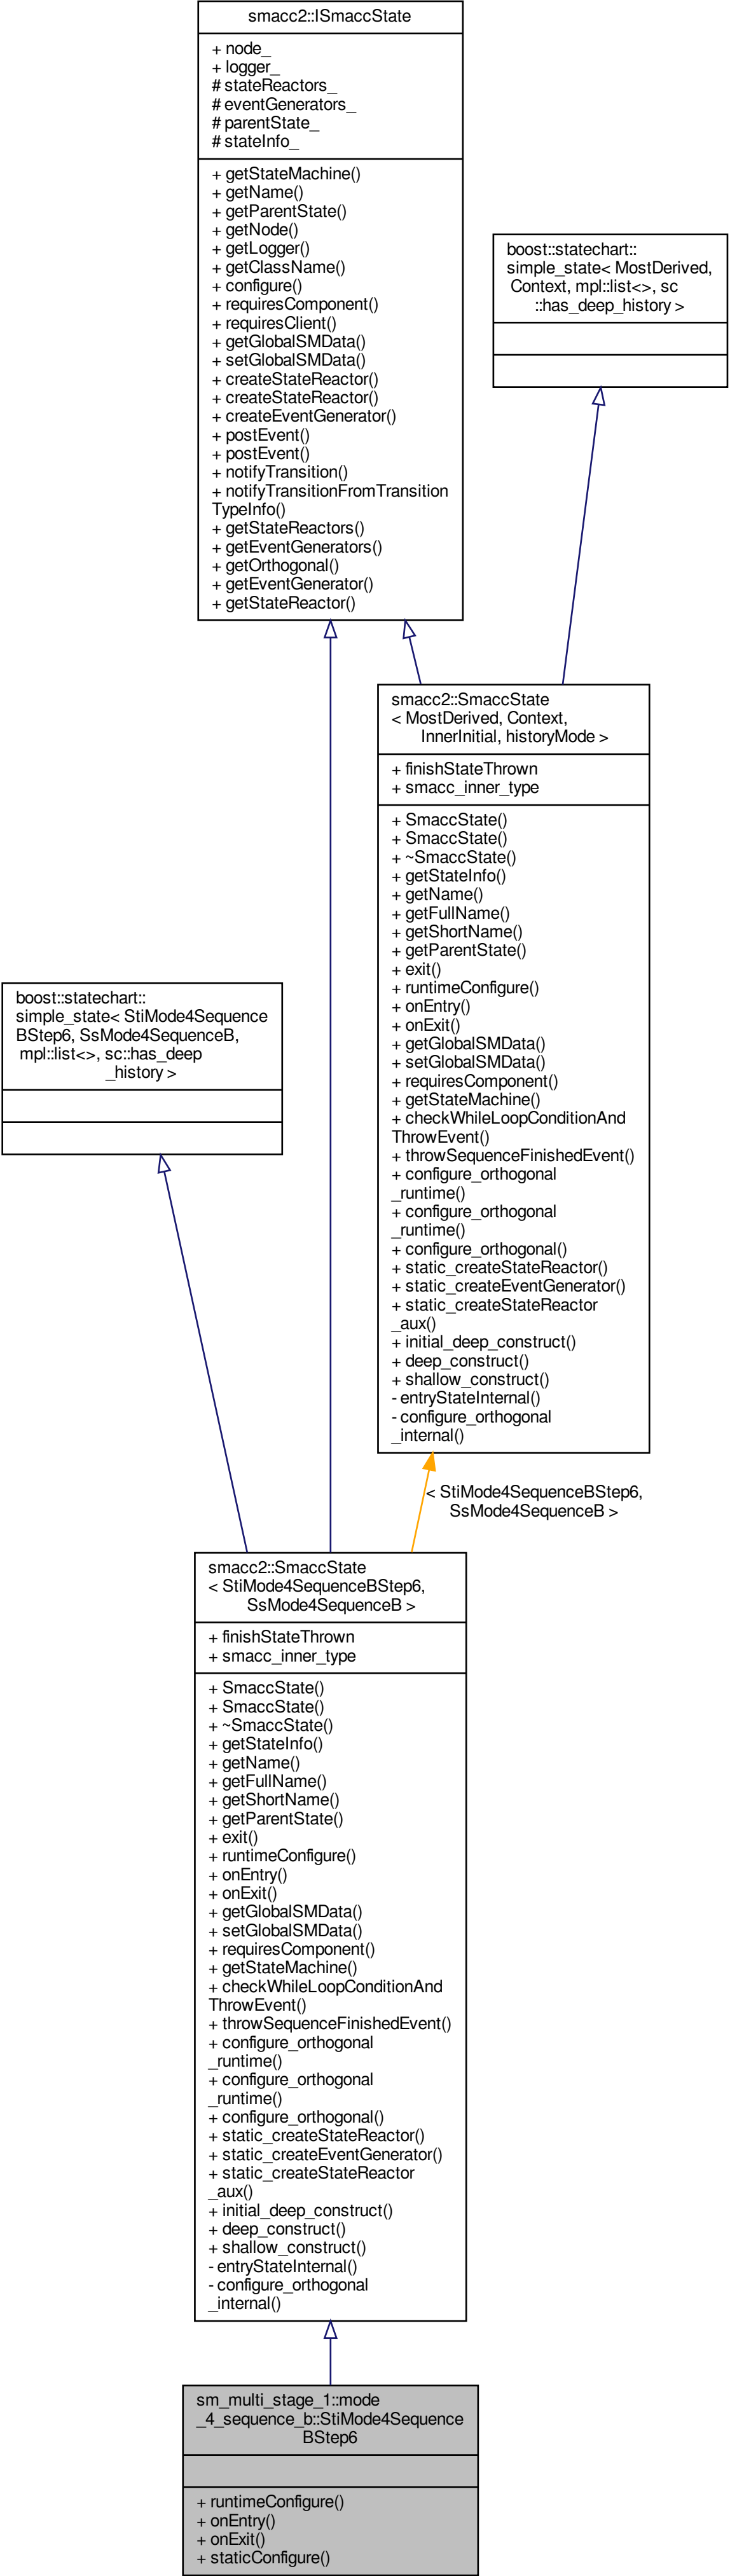 smacc2::ISmaccState
+ node_
+ logger_
# stateReactors_
# eventGenerators_
# parentState_
# stateInfo_
+ getStateMachine()
+ getName()
+ getParentState()
+ getNode()
+ getLogger()
+ getClassName()
+ configure()
+ requiresComponent()
+ requiresClient()
+ getGlobalSMData()
+ setGlobalSMData()
+ createStateReactor()
+ createStateReactor()
+ createEventGenerator()
+ postEvent()
+ postEvent()
+ notifyTransition()
+ notifyTransitionFromTransition
TypeInfo()
+ getStateReactors()
+ getEventGenerators()
+ getOrthogonal()
+ getEventGenerator()
+ getStateReactor()
boost::statechart::
simple_state< MostDerived,
Context, mpl::list<>, sc
::has_deep_history >
smacc2::SmaccState
< MostDerived, Context,
InnerInitial, historyMode >
+ finishStateThrown
+ smacc_inner_type
+ SmaccState()
+ SmaccState()
+ ~SmaccState()
+ getStateInfo()
+ getName()
+ getFullName()
+ getShortName()
+ getParentState()
+ exit()
+ runtimeConfigure()
+ onEntry()
+ onExit()
+ getGlobalSMData()
+ setGlobalSMData()
+ requiresComponent()
+ getStateMachine()
+ checkWhileLoopConditionAnd
ThrowEvent()
+ throwSequenceFinishedEvent()
+ configure_orthogonal
_runtime()
+ configure_orthogonal
_runtime()
+ configure_orthogonal()
+ static_createStateReactor()
+ static_createEventGenerator()
+ static_createStateReactor
_aux()
+ initial_deep_construct()
+ deep_construct()
+ shallow_construct()
- entryStateInternal()
- configure_orthogonal
_internal()
boost::statechart::
simple_state< StiMode4Sequence
BStep6, SsMode4SequenceB,
mpl::list<>, sc::has_deep
_history >
< StiMode4SequenceBStep6,
SsMode4SequenceB >
smacc2::SmaccState
< StiMode4SequenceBStep6,
SsMode4SequenceB >
+ finishStateThrown
+ smacc_inner_type
+ SmaccState()
+ SmaccState()
+ ~SmaccState()
+ getStateInfo()
+ getName()
+ getFullName()
+ getShortName()
+ getParentState()
+ exit()
+ runtimeConfigure()
+ onEntry()
+ onExit()
+ getGlobalSMData()
+ setGlobalSMData()
+ requiresComponent()
+ getStateMachine()
+ checkWhileLoopConditionAnd
ThrowEvent()
+ throwSequenceFinishedEvent()
+ configure_orthogonal
_runtime()
+ configure_orthogonal
_runtime()
+ configure_orthogonal()
+ static_createStateReactor()
+ static_createEventGenerator()
+ static_createStateReactor
_aux()
+ initial_deep_construct()
+ deep_construct()
+ shallow_construct()
- entryStateInternal()
- configure_orthogonal
_internal()
sm_multi_stage_1::mode
_4_sequence_b::StiMode4Sequence
BStep6
+ runtimeConfigure()
+ onEntry()
+ onExit()
+ staticConfigure()